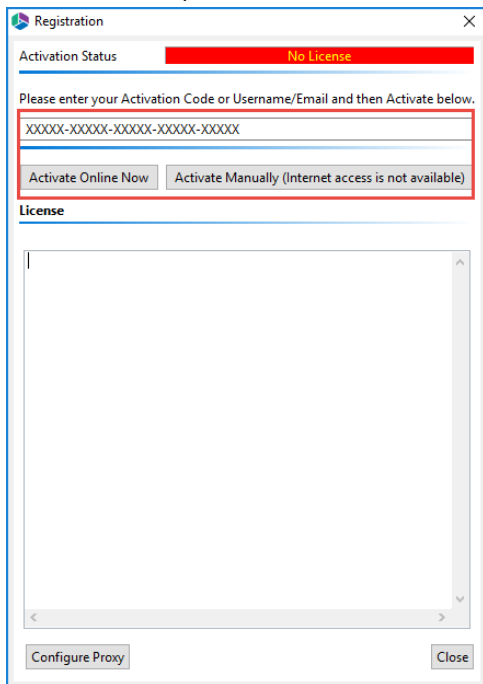 Registration
Activation Status No License
Please enter your Activation Code or Username/Email and then Activate below.
XXXXX-XXXXX-XXXXX-XXXXX-XXXXX
Activate Online Now Activate Manually (Internet access is not available)
License
Configure Proxy Close